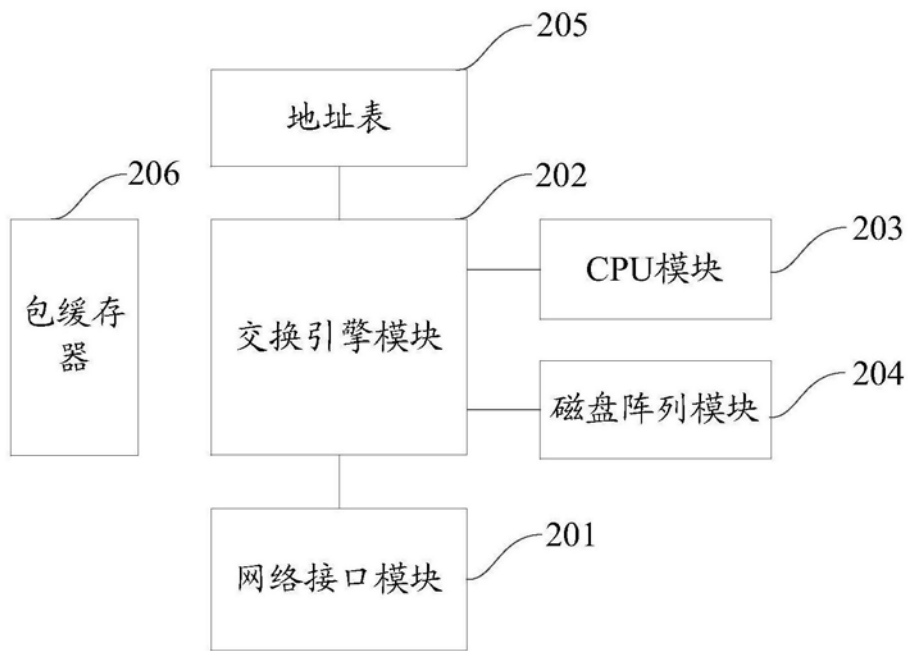 205
地址表
206
202
203
包缓存
器
交换引擎模块
CPU模块
204
磁盘阵列模块
201
网络接口模块